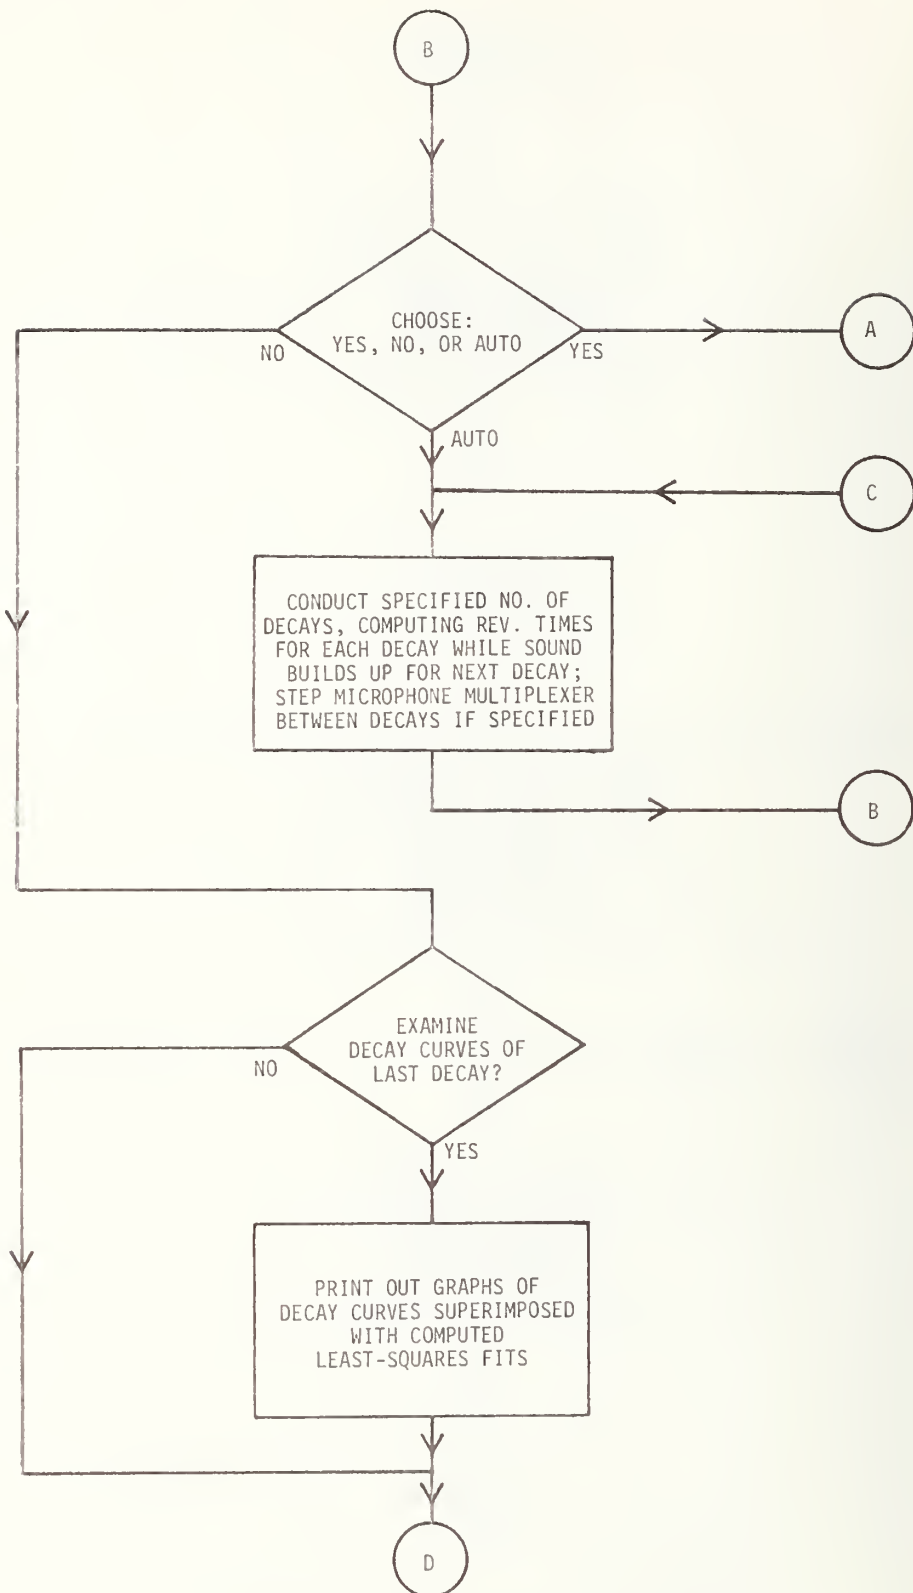 B
CHOOSE:
YES, NO, OR AUTO
NO
YES
A
AUTO
C
CONDUCT SPECIFIED NO. OF
DECAYS, COMPUTING REV. TIMES
FOR EACH DECAY WHILE SOUND
BUILDS UP FOR NEXT DECAY;
STEP MICROPHONE MULTIPLEXER
BETWEEN DECAYS IF SPECIFIED
B
EXAMINE
DECAY CURVES OF
LAST DECAY?
NO
YES
PRINT OUT GRAPHS OF
DECAY CURVES SUPERIMPOSED
WITH COMPUTED
LEAST-SQUARES FITS
D